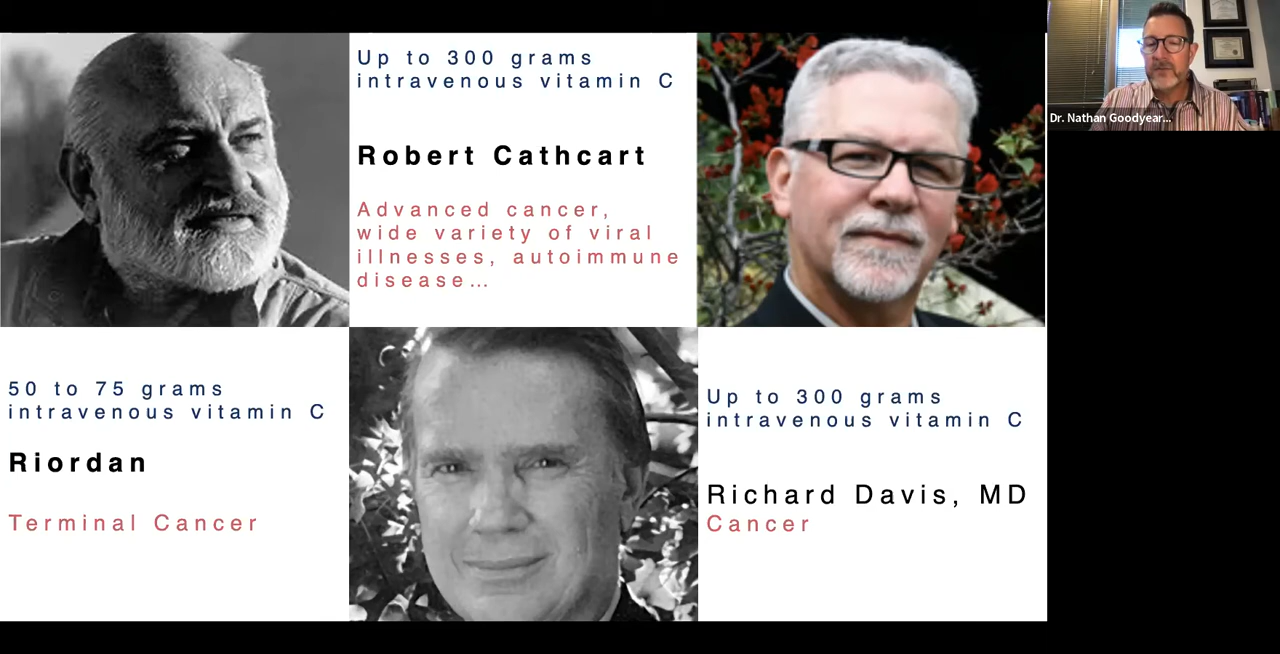 Up to 300 grams
intravenous vitamin C
Robert Cathcart
Advanced cancer,
wide variety of viral
illnesses, autoimmune
disease…
Dr. Nathan Goodyear...
50 to 75 grams
intravenous vitamin C
Riordan
Terminal Cancer
Up to 300 grams
intravenous vitamin C
Richard Davis, MD
Cancer